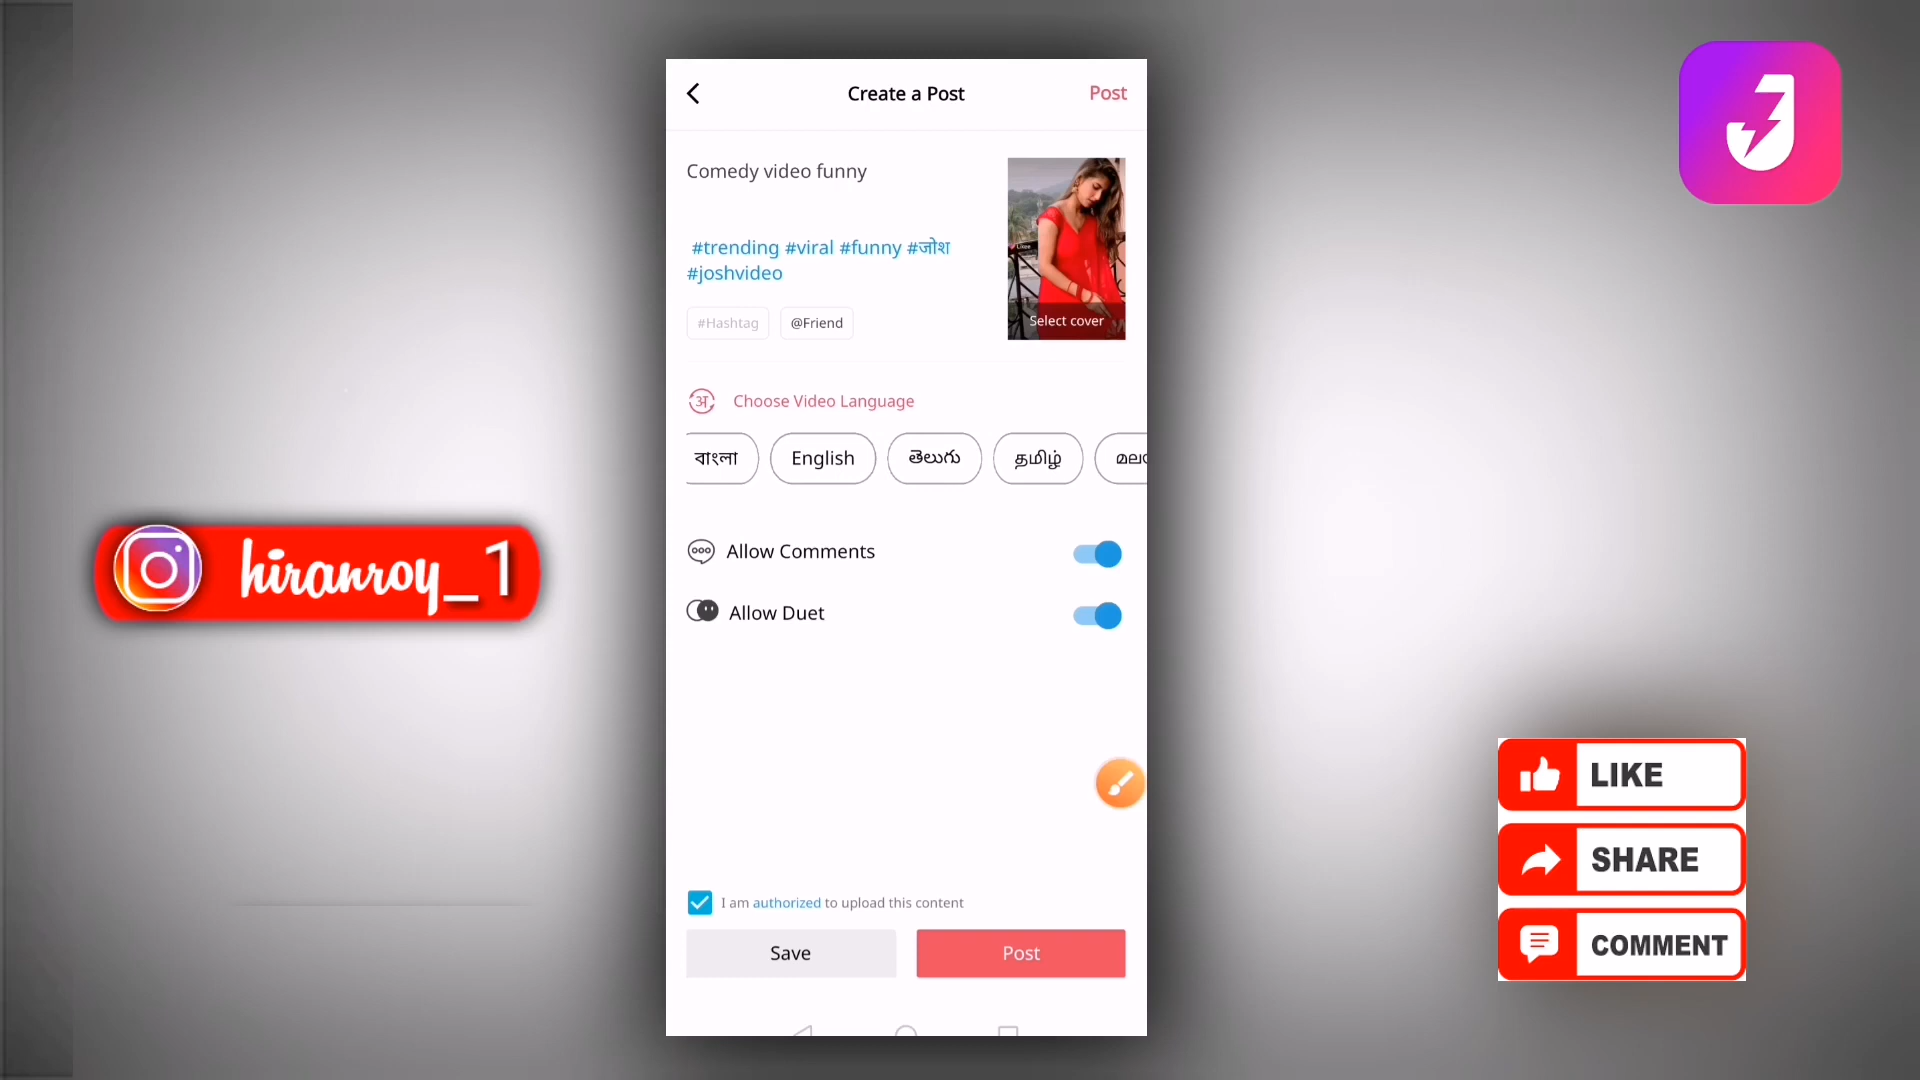 Create a Post
Post
Comedy video funny
#trending #viral #funny #जोश
#joshvideo
#Hashtag
@Friend
Likee
Select cover
अ
Choose Video Language
বাংলা
English
తెలుగు
தமிழ்
Allow Comments
Allow Duet
I am authorized to upload this content
Save
Post
hiranroy_1
LIKE
SHARE
COMMENT